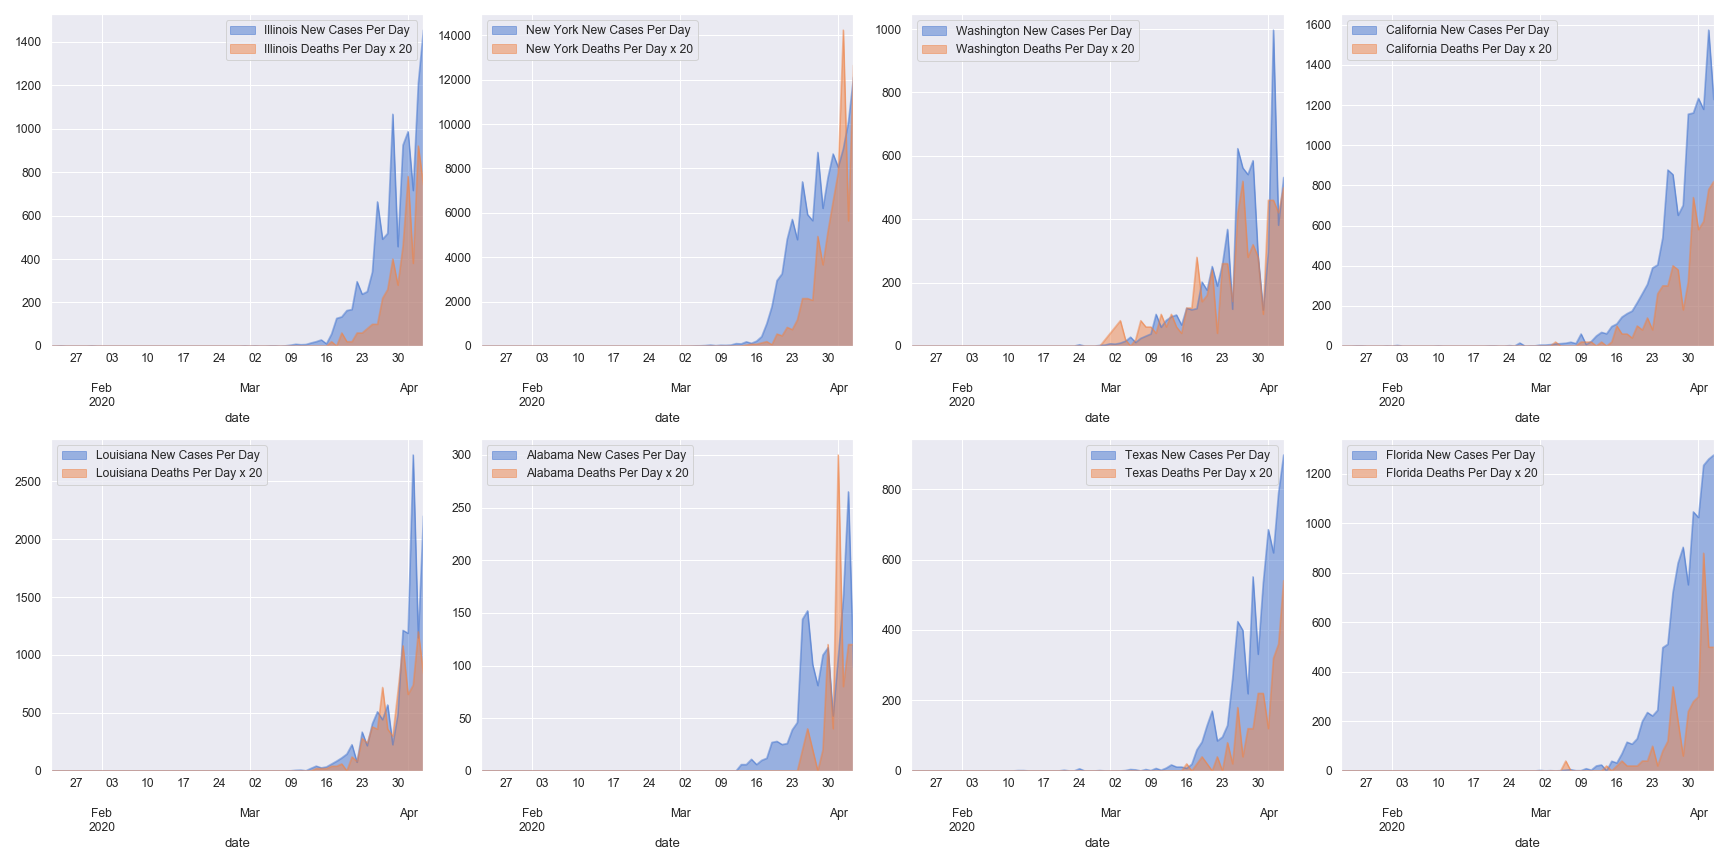 Illinois New Cases Per Day
Illinois Deaths Per Day x 20
1400
1200
1000
800
600
400
200
0
27 03 10 17 24 02 09 16 23 30
Feb Mar Apr
2020
date
New York New Cases Per Day
New York Deaths Per Day x 20
14000
12000
10000
8000
6000
4000
2000
0
27 03 10 17 24 02 09 16 23 30
Feb Mar Apr
2020
date
Washington New Cases Per Day
Washington Deaths Per Day x 20
1000
800
600
400
200
0
27 03 10 17 24 02 09 16 23 30
Feb Mar Apr
2020
date
California New Cases Per Day
California Deaths Per Day x 20
1600
1400
1200
1000
800
600
400
200
0
27 03 10 17 24 02 09 16 23 30
Feb Mar Apr
2020
date
Louisiana New Cases Per Day
Louisiana Deaths Per Day x 20
2500
2000
1500
1000
500
0
27 03 10 17 24 02 09 16 23 30
Feb Mar Apr
2020
date
Alabama New Cases Per Day
Alabama Deaths Per Day x 20
300
250
200
150
100
50
0
27 03 10 17 24 02 09 16 23 30
Feb Mar Apr
2020
date
Texas New Cases Per Day
Texas Deaths Per Day x 20
800
600
400
200
0
27 03 10 17 24 02 09 16 23 30
Feb Mar Apr
2020
date
Florida New Cases Per Day
Florida Deaths Per Day x 20
1200
1000
800
600
400
200
0
27 03 10 17 24 02 09 16 23 30
Feb Mar Apr
2020
date